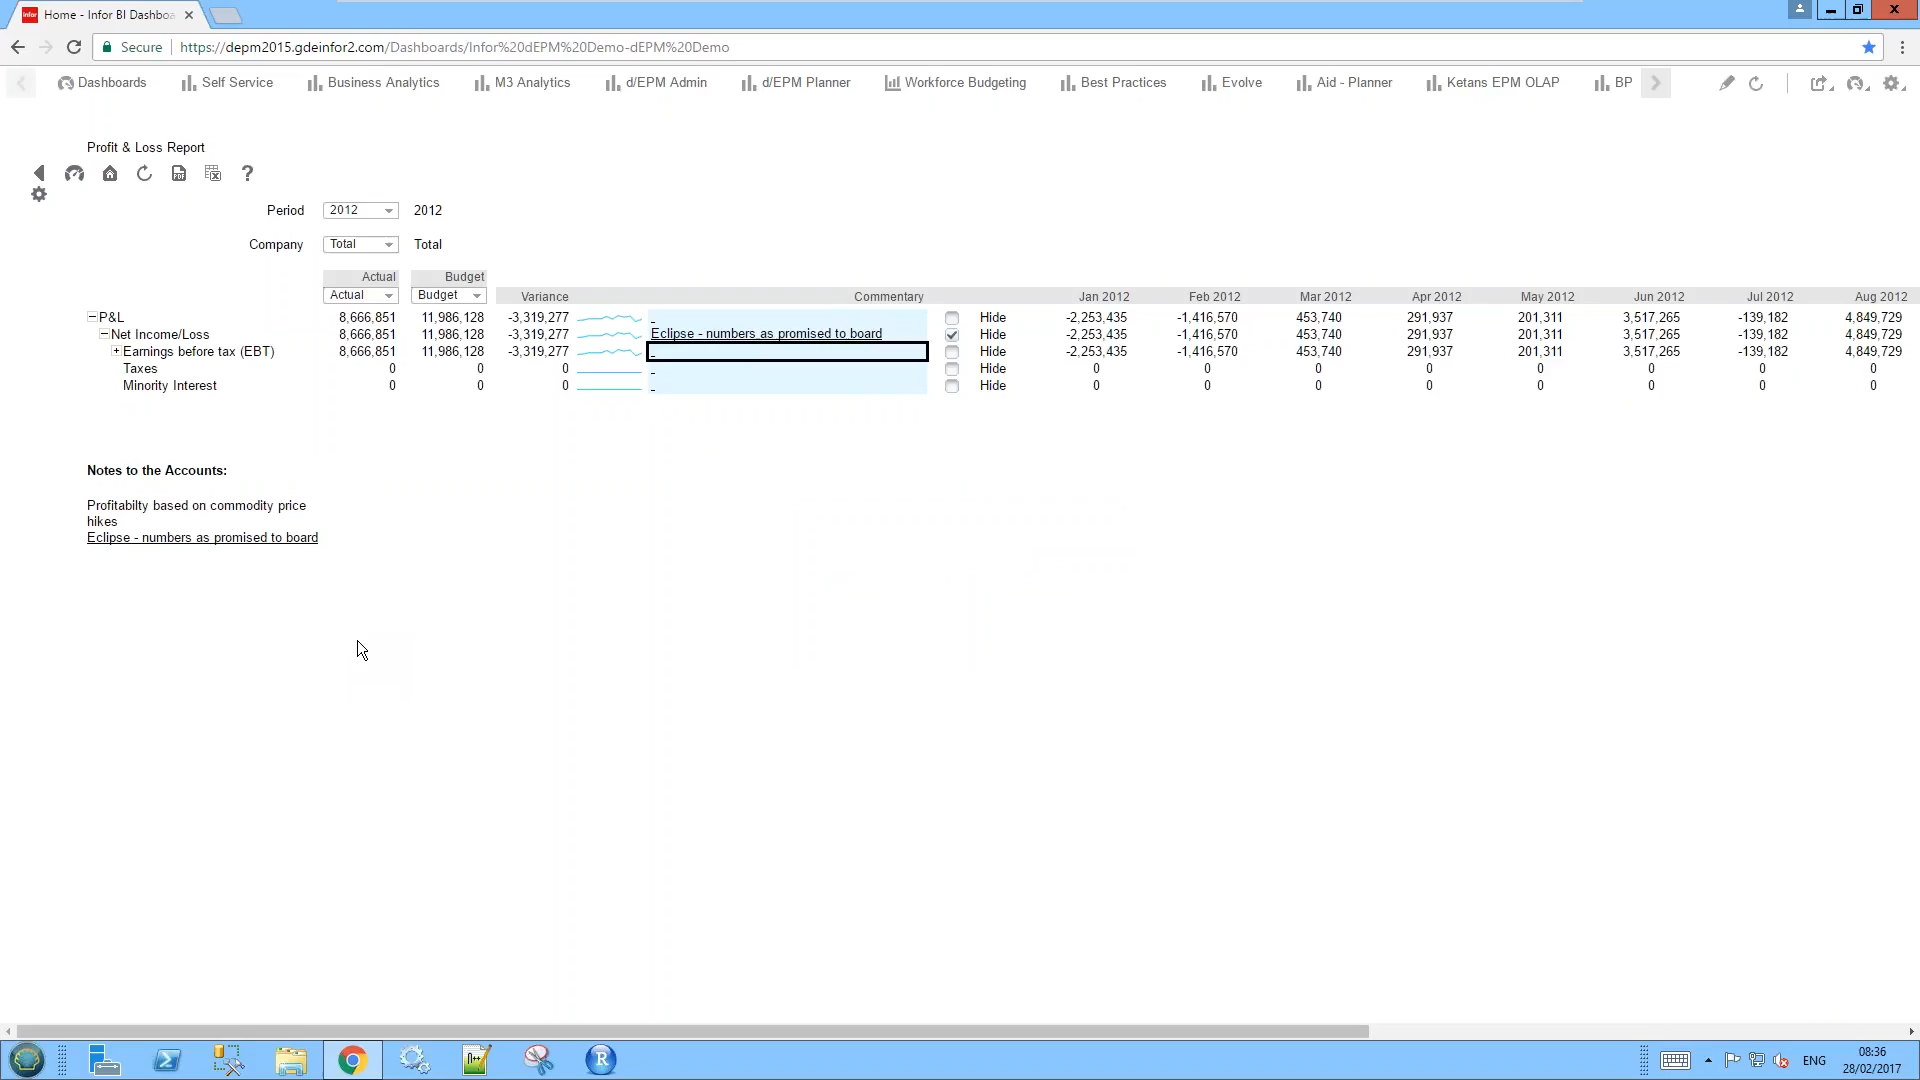 infor Home - Infor BI Dashboa
Secure https://depm2015.gdeinfor2.com/Dashboards/Infor%20dEPM%20Demo-dEPM%20Demo
Dashboards Self Service Business Analytics M3 Analytics d/EPM Admin d/EPM Planner Workforce Budgeting Best Practices Evolve Aid - Planner Ketans EPM OLAP BP
Profit & Loss Report
PDF ?
Period 2012 2012
Company Total Total
Actual Budget
Actual Budget Variance Commentary Jan 2012 Feb 2012 Mar 2012 Apr 2012 May 2012 Jun 2012 Jul 2012 Aug 2012
P&L 8,666,851 11,986,128 -3,319,277 - Hide -2,253,435 -1,416,570 453,740 291,937 201,311 3,517,265 -139,182 4,849,729
Net Income/Loss 8,666,851 11,986,128 -3,319,277 Eclipse - numbers as promised to board Hide -2,253,435 -1,416,570 453,740 291,937 201,311 3,517,265 -139,182 4,849,729
Earnings before tax (EBT) 8,666,851 11,986,128 -3,319,277 - Hide -2,253,435 -1,416,570 453,740 291,937 201,311 3,517,265 -139,182 4,849,729
Taxes 0 0 0 - Hide 0 0 0 0 0 0 0 0
Minority Interest 0 0 0 - Hide 0 0 0 0 0 0 0 0
Notes to the Accounts:
Profitabilty based on commodity price
hikes
Eclipse - numbers as promised to board
R ENG 08:36
28/02/2017